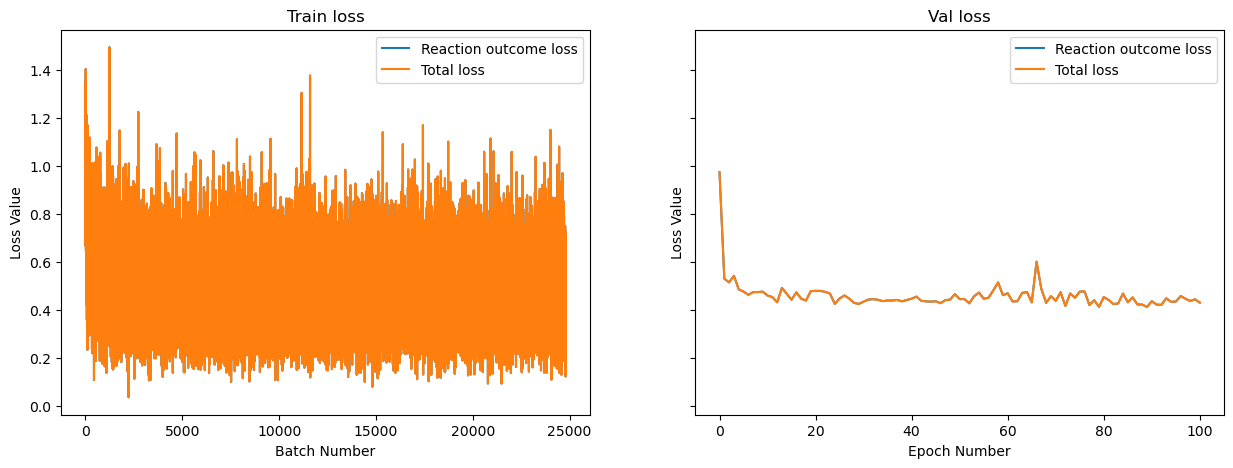 Train loss
Reaction outcome loss
Total loss
Loss Value
1.4
1.2
1.0
0.8
0.6
0.4
0.2
0.0
0
5000
10000
15000
20000
25000
Batch Number
Val loss
Reaction outcome loss
Total loss
Loss Value
0
20
40
60
80
100
Epoch Number